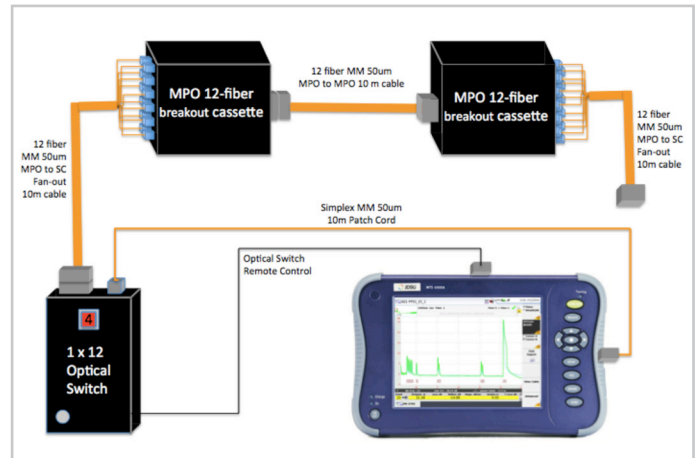 MPO 12-fiber
breakout cassette
12 fiber MM 50um
MPO to MPO 10 m cable
MPO 12-fiber
breakout cassette
12 fiber
MM 50um
MPO to SC
Fan-out
10m cable
12 fiber
MM 50um
MPO to SC
Fan-out
10m cable
Simplex MM 50um
10m Patch Cord
Optical Switch
Remote Control
4
1 x 12
Optical
Switch
JDSU